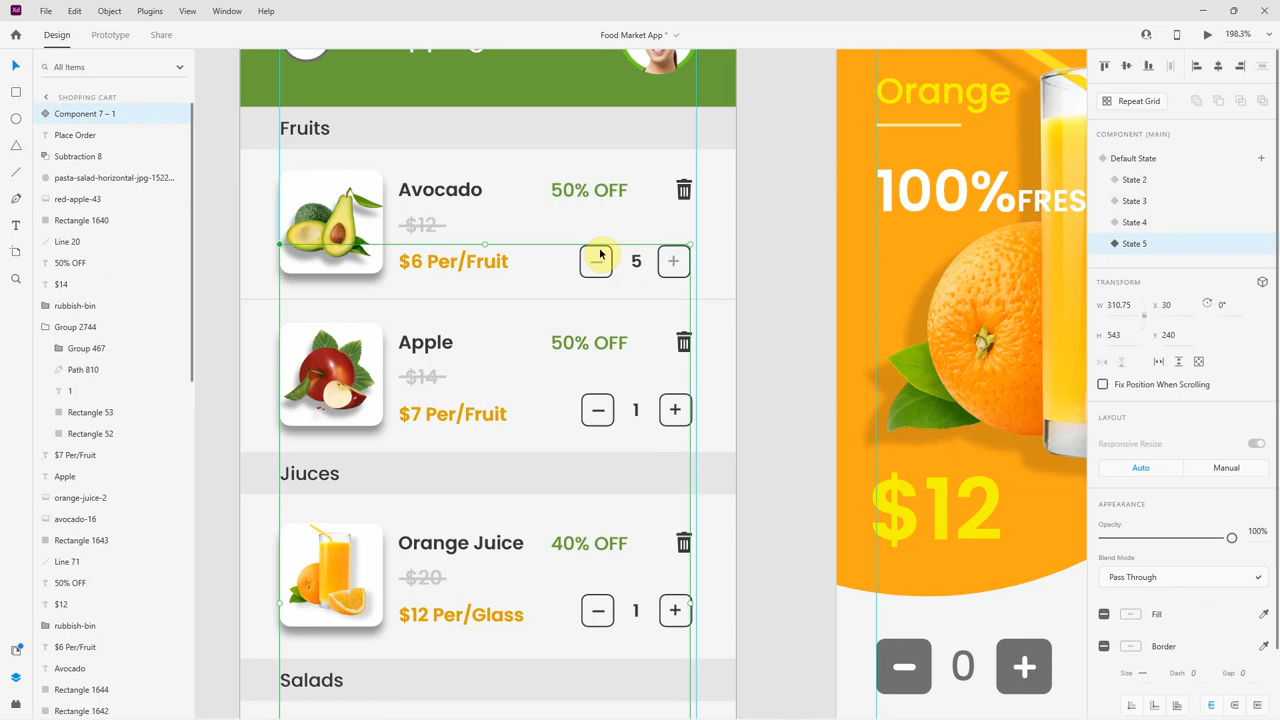 Xd File Edit Object Plugins View Window Help
Design Prototype Share
Food Market App *
198.3%
All Items
SHOPPING CART
Component 7 – 1
Place Order
Subtraction 8
pasta-salad-horizontal-jpg-1522...
red-apple-43
Rectangle 1640
Line 20
50% OFF
$14
rubbish-bin
Group 2744
Group 467
Path 810
1
Rectangle 53
Rectangle 52
$7 Per/Fruit
Apple
orange-juice-2
avocado-16
Rectangle 1643
Line 71
50% OFF
$12
rubbish-bin
$6 Per/Fruit
Avocado
Rectangle 1644
Rectangle 1642
Fruits
Avocado 50% OFF
$12
$6 Per/Fruit − 5 +
Apple 50% OFF
$14
$7 Per/Fruit − 1 +
Jiuces
Orange Juice 40% OFF
$20
$12 Per/Glass − 1 +
Salads
Orange
100%FRES
$12
− 0 +
Repeat Grid
COMPONENT (MAIN)
Default State +
State 2
State 3
State 4
State 5
TRANSFORM
W 310.75 X 30 0°
H 543 Y 240
Fix Position When Scrolling
LAYOUT
Responsive Resize
Auto Manual
APPEARANCE
Opacity
100%
Blend Mode
Pass Through
Fill
Border
Size — Dash 0 Gap 0